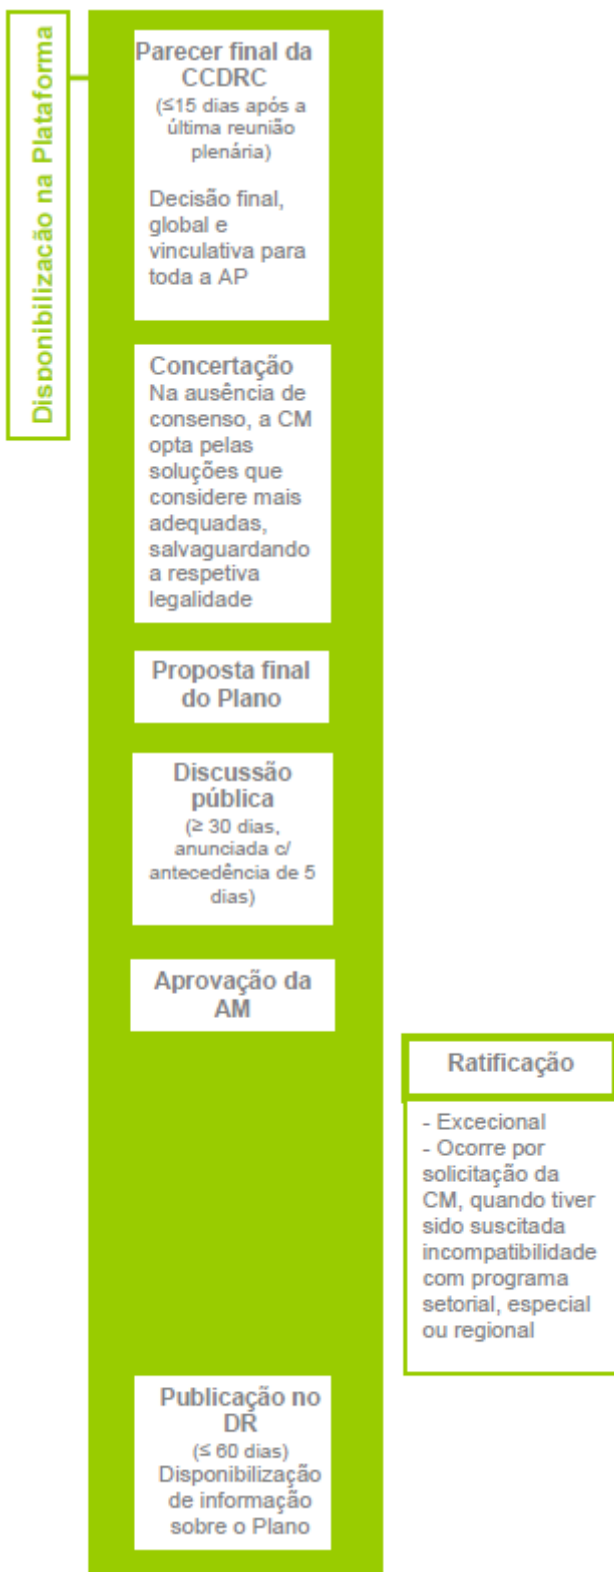 Disponibilização na Plataforma
Parecer final da
CCDRC
(≤15 dias após a
última reunião
plenária)
Decisão final,
global e
vinculativa para
toda a AP
Concertação
Na ausência de
consenso, a CM
opta pelas
soluções que
considere mais
adequadas,
salvaguardando
a respetiva
legalidade
Proposta final
do Plano
Discussão
pública
(≥ 30 dias,
anunciada c/
antecedência de 5
dias)
Aprovação da
AM
Ratificação
- Excecional
- Ocorre por
solicitação da
CM, quando tiver
sido suscitada
incompatibilidade
com programa
setorial, especial
ou regional
Publicação no
DR
(≤ 60 dias)
Disponibilização
de informação
sobre o Plano